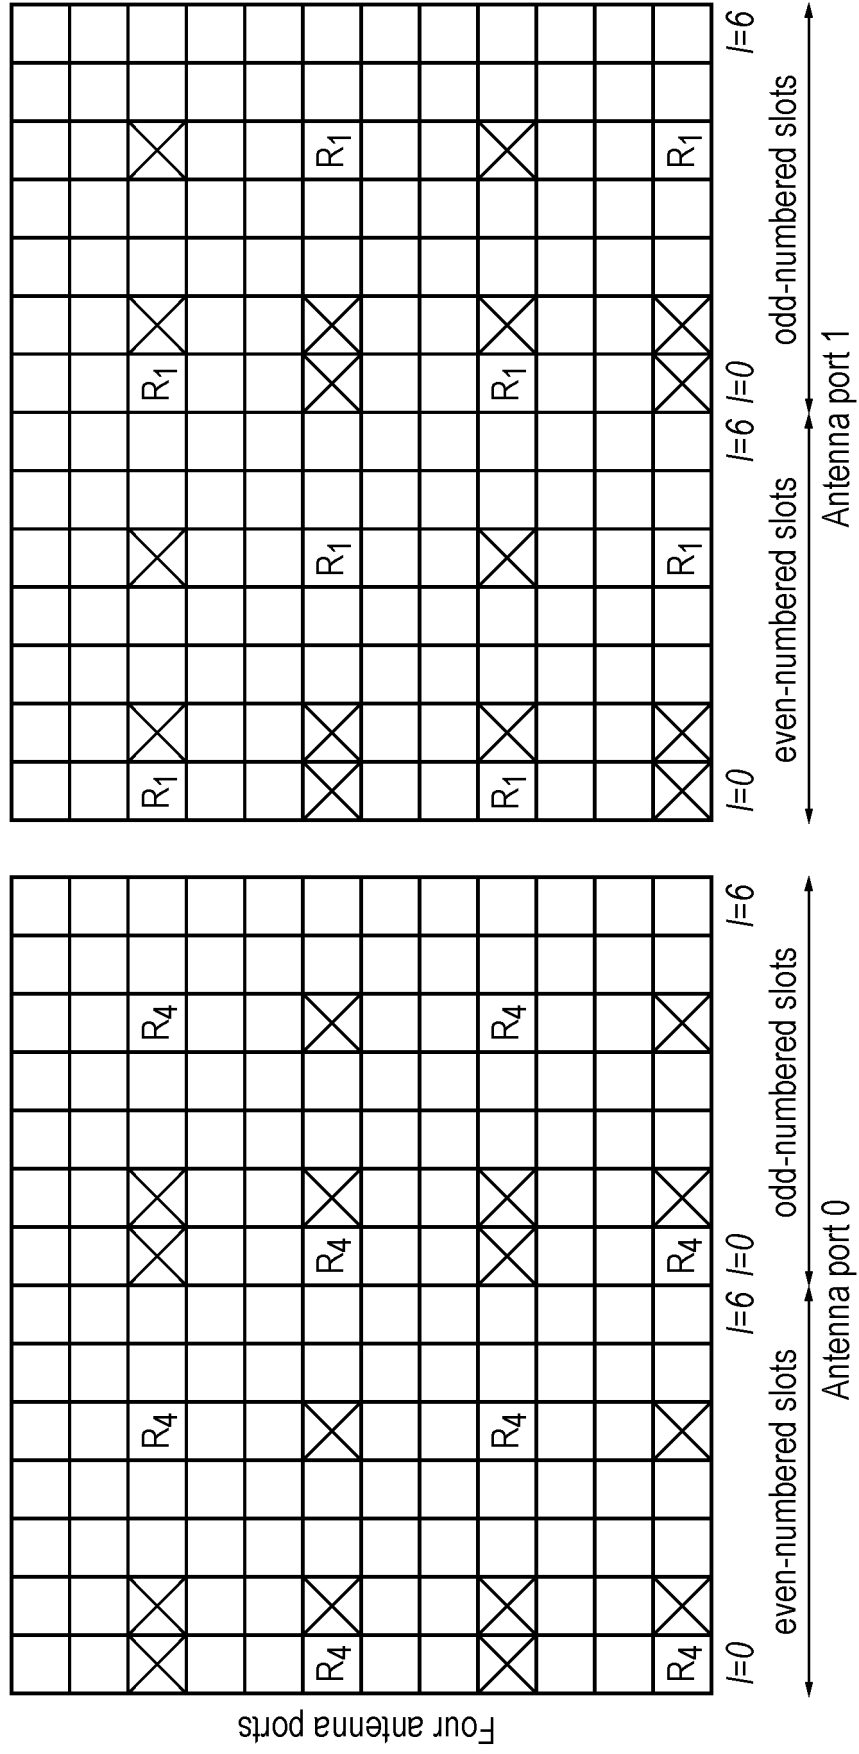 Four antenna ports
R4 R4
R4 R4
R4 R4
R4 R4
l=0 l=6 l=0 l=6
even-numbered slots odd-numbered slots
Antenna port 0
R1 R1
R1 R1
R1 R1
R1 R1
l=0 l=6 l=0 l=6
even-numbered slots odd-numbered slots
Antenna port 1